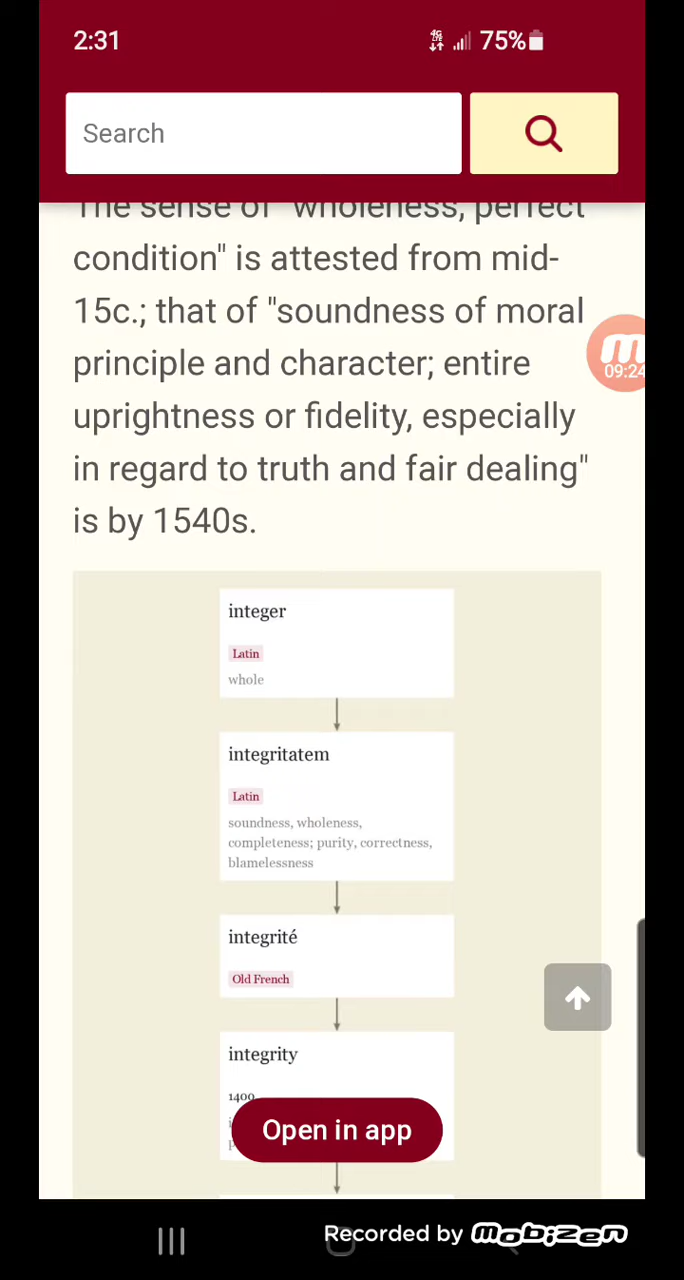 2:31
4G
75%
Search
The sense of "wholeness, perfect
condition" is attested from mid-
15c.; that of "soundness of moral
principle and character; entire
uprightness or fidelity, especially
in regard to truth and fair dealing"
is by 1540s.
m
09:24
integer
Latin
whole
integritatem
Latin
soundness, wholeness,
completeness; purity, correctness,
blamelessness
integrité
Old French
integrity
1400
Open in app
Recorded by mobizen